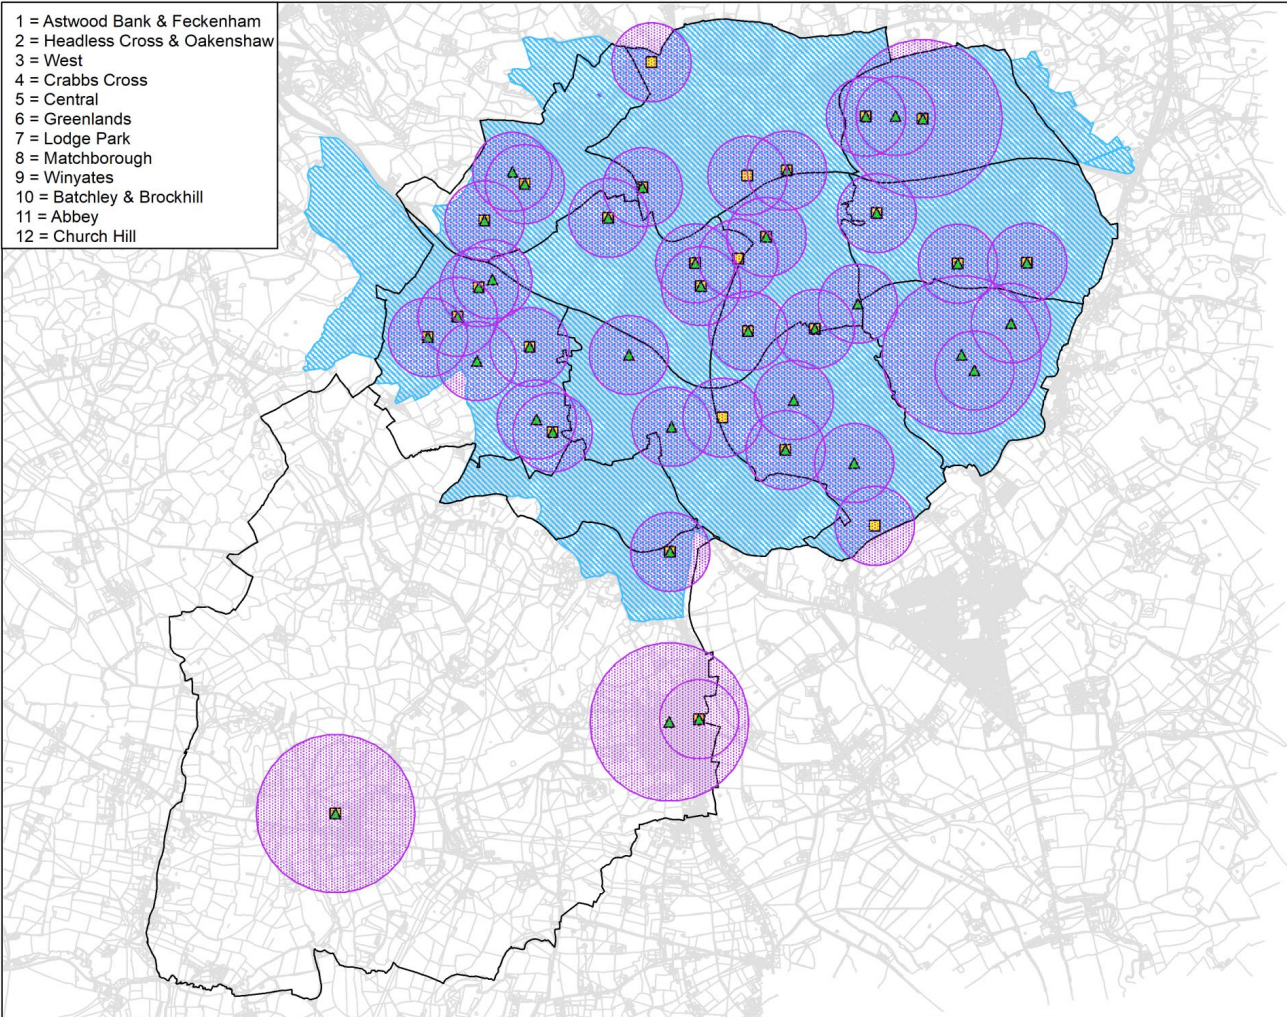 1 = Astwood Bank & Feckenham
2 = Headless Cross & Oakenshaw
3 = West
4 = Crabbs Cross
5 = Central
6 = Greenlands
7 = Lodge Park
8 = Matchborough
9 = Winyates
10 = Batchley & Brockhill
11 = Abbey
12 = Church Hill